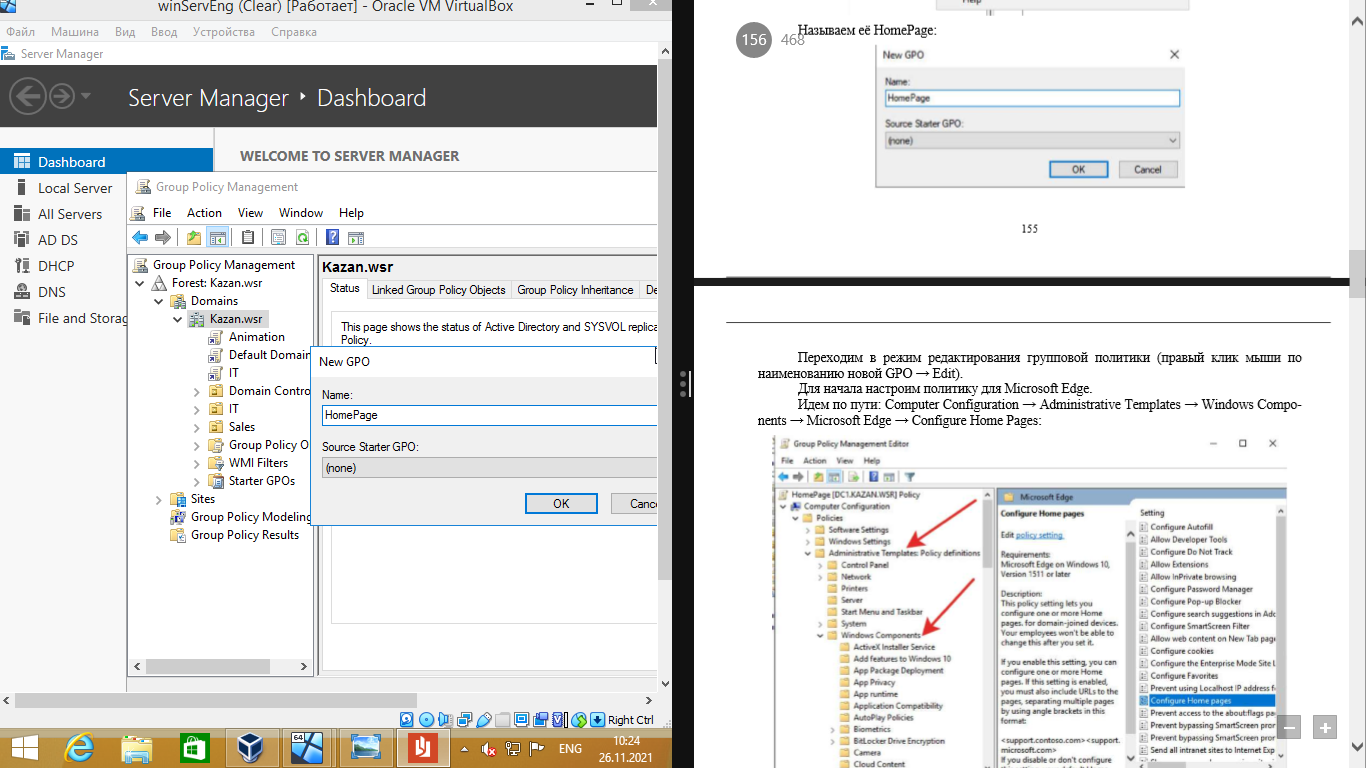 winServEng (Clear) [Работает] - Oracle VM VirtualBox
Файл Машина Вид Ввод Устройства Справка
Server Manager
Server Manager • Dashboard
Dashboard
Local Server
All Servers
AD DS
DHCP
DNS
File and Storag
WELCOME TO SERVER MANAGER
Group Policy Management
File Action View Window Help
Group Policy Management
Forest: Kazan.wsr
Domains
Kazan.wsr
Animation
Default Domain
IT
Domain Contro
IT
Sales
Group Policy O
WMI Filters
Starter GPOs
Sites
Group Policy Modeling
Group Policy Results
Kazan.wsr
Status Linked Group Policy Objects Group Policy Inheritance De
This page shows the status of Active Directory and SYSVOL replica
Policy.
New GPO
Name:
HomePage
Source Starter GPO:
(none)
OK Canc
Right Ctrl
64
ENG
10:24
26.11.2021
Help
156 468
Называем её HomePage:
New GPO
Name:
HomePage
Source Starter GPO:
(none)
OK Cancel
155
Переходим в режим редактирования групповой политики (правый клик мыши по
наименованию новой GPO → Edit).
Для начала настроим политику для Microsoft Edge.
Идем по пути: Computer Configuration → Administrative Templates → Windows Compo-
nents → Microsoft Edge → Configure Home Pages:
Group Policy Management Editor
File Action View Help
HomePage [DC1.KAZAN.WSR] Policy
Computer Configuration
Policies
Software Settings
Windows Settings
Administrative Templates: Policy definitions
Control Panel
Network
Printers
Server
Start Menu and Taskbar
System
Windows Components
ActiveX Installer Service
Add features to Windows 10
App Package Deployment
App Privacy
App runtime
Application Compatibility
AutoPlay Policies
Biometrics
BitLocker Drive Encryption
Camera
Cloud Content
Microsoft Edge
Configure Home pages
Edit policy setting
Requirements:
Microsoft Edge on Windows 10,
Version 1511 or later
Description:
This policy setting lets you
configure one or more Home
pages. for domain-joined devices.
Your employees won't be able to
change this after you set it.
If you enable this setting, you can
configure one or more Home
pages. If this setting is enabled,
you must also include URLs to the
pages, separating multiple pages
by using angle brackets in this
format:
<support.contoso.com><support.
microsoft.com>
If you disable or don't configure
Setting
Configure Autofill
Allow Developer Tools
Configure Do Not Track
Allow Extensions
Allow InPrivate browsing
Configure Password Manager
Configure Pop-up Blocker
Configure search suggestions in Add
Configure SmartScreen Filter
Allow web content on New Tab page
Configure cookies
Configure the Enterprise Mode Site L
Configure Favorites
Prevent using Localhost IP address f
Configure Home pages
Prevent access to the about:flags pa
Prevent bypassing SmartScreen pror
Prevent bypassing SmartScreen pror
Send all intranet sites to Internet Exp